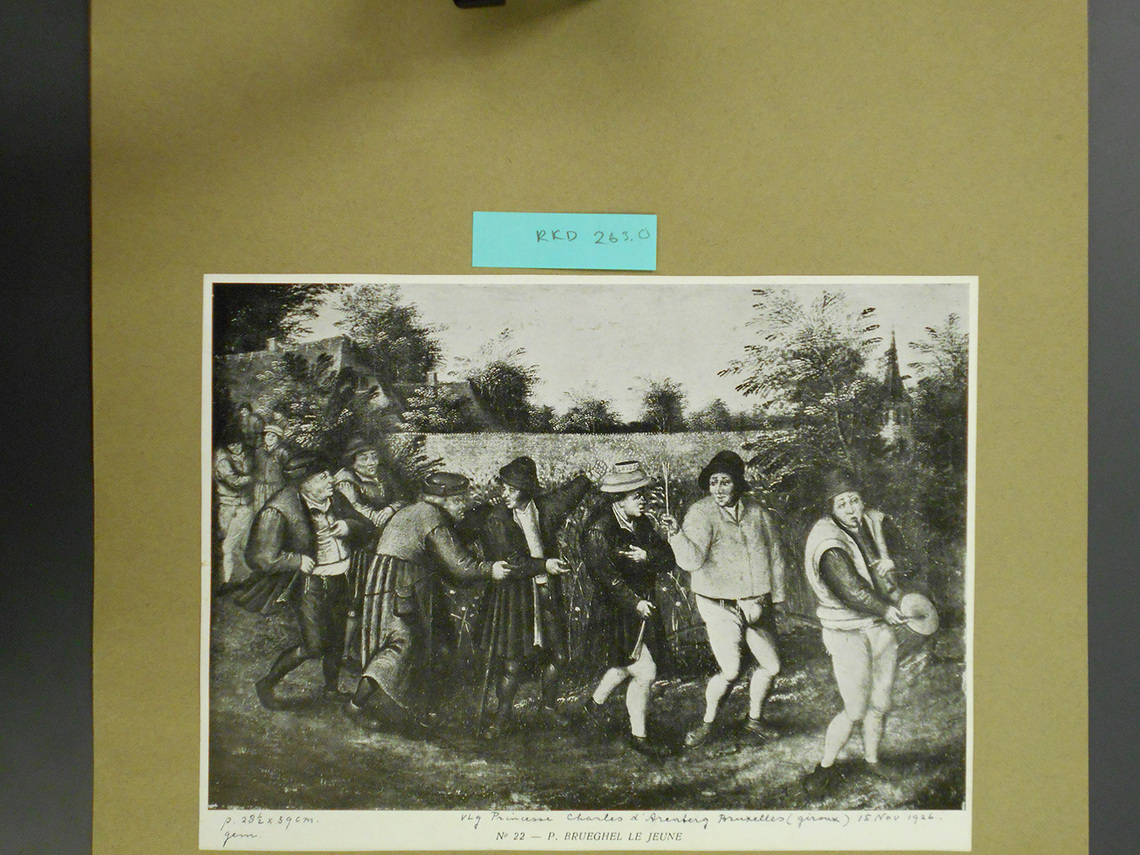 RKD 263.0
p. 28½ x 39 cm.
gem.
Vlg Princesse Charles d'Arenberg Bruxelles (giroux) 15 Nov 1926.
Nº 22 — P. BRUEGHEL LE JEUNE